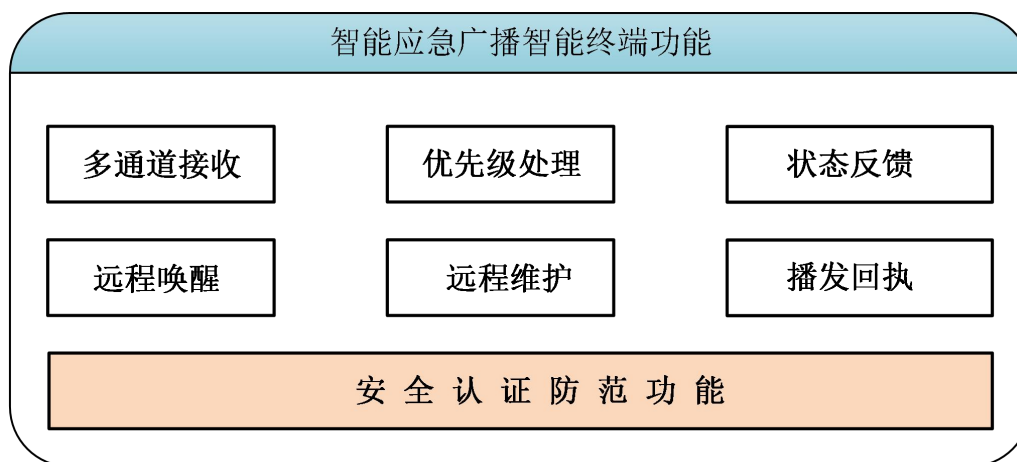 智能应急广播智能终端功能
多通道接收
优先级处理
状态反馈
远程唤醒
远程维护
播发回执
安全认证防范功能